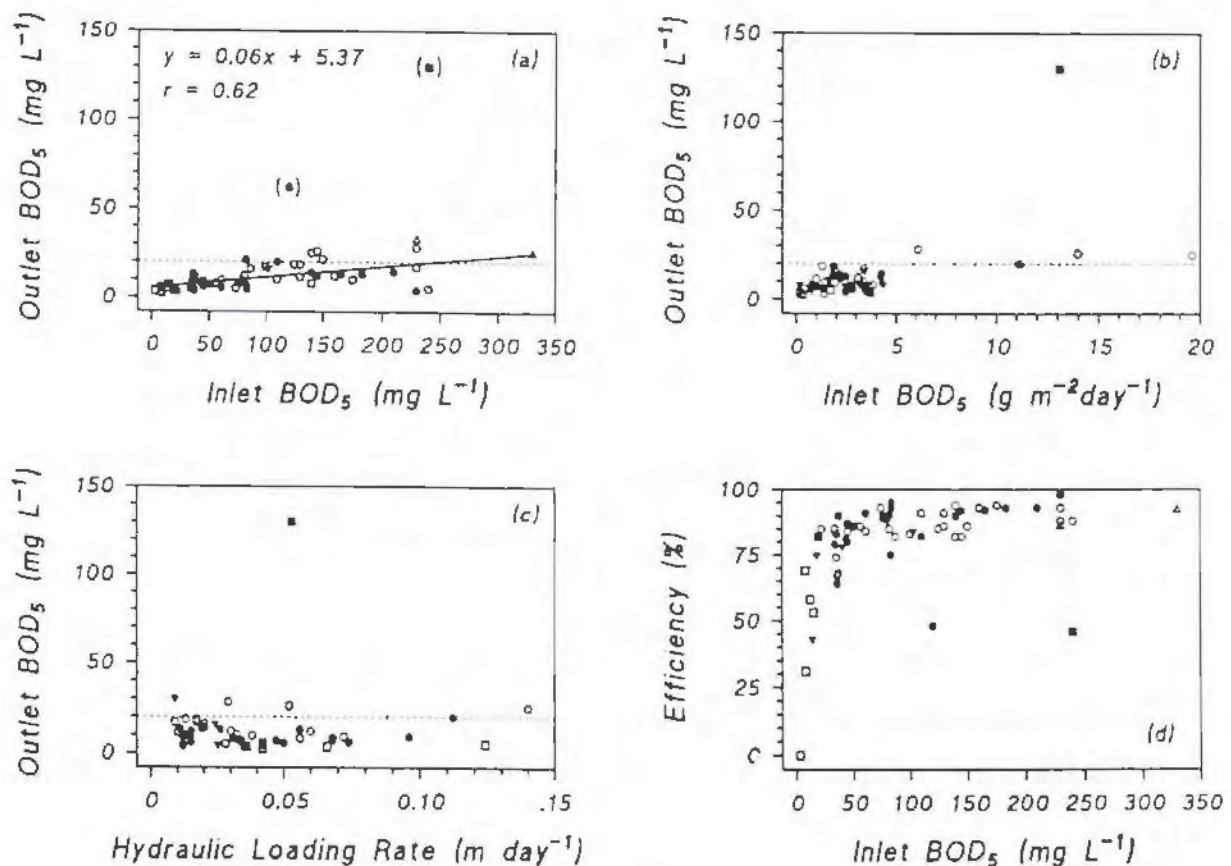 150
100
50
0
Outlet BOD₅ (mg L⁻¹)
y = 0.06x + 5.37
r = 0.62
(a)
0 50 100 150 200 250 300 350
Inlet BOD₅ (mg L⁻¹)
150
100
50
0
Outlet BOD₅ (mg L⁻¹)
(b)
0 5 10 15 20
Inlet BOD₅ (g m⁻²day⁻¹)
150
100
50
0
Outlet BOD₅ (mg L⁻¹)
(c)
0 0.05 0.10 .15
Hydraulic Loading Rate (m day⁻¹)
100
75
50
25
0
Efficiency (%)
(d)
0 50 100 150 200 250 300 350
Inlet BOD₅ (mg L⁻¹)